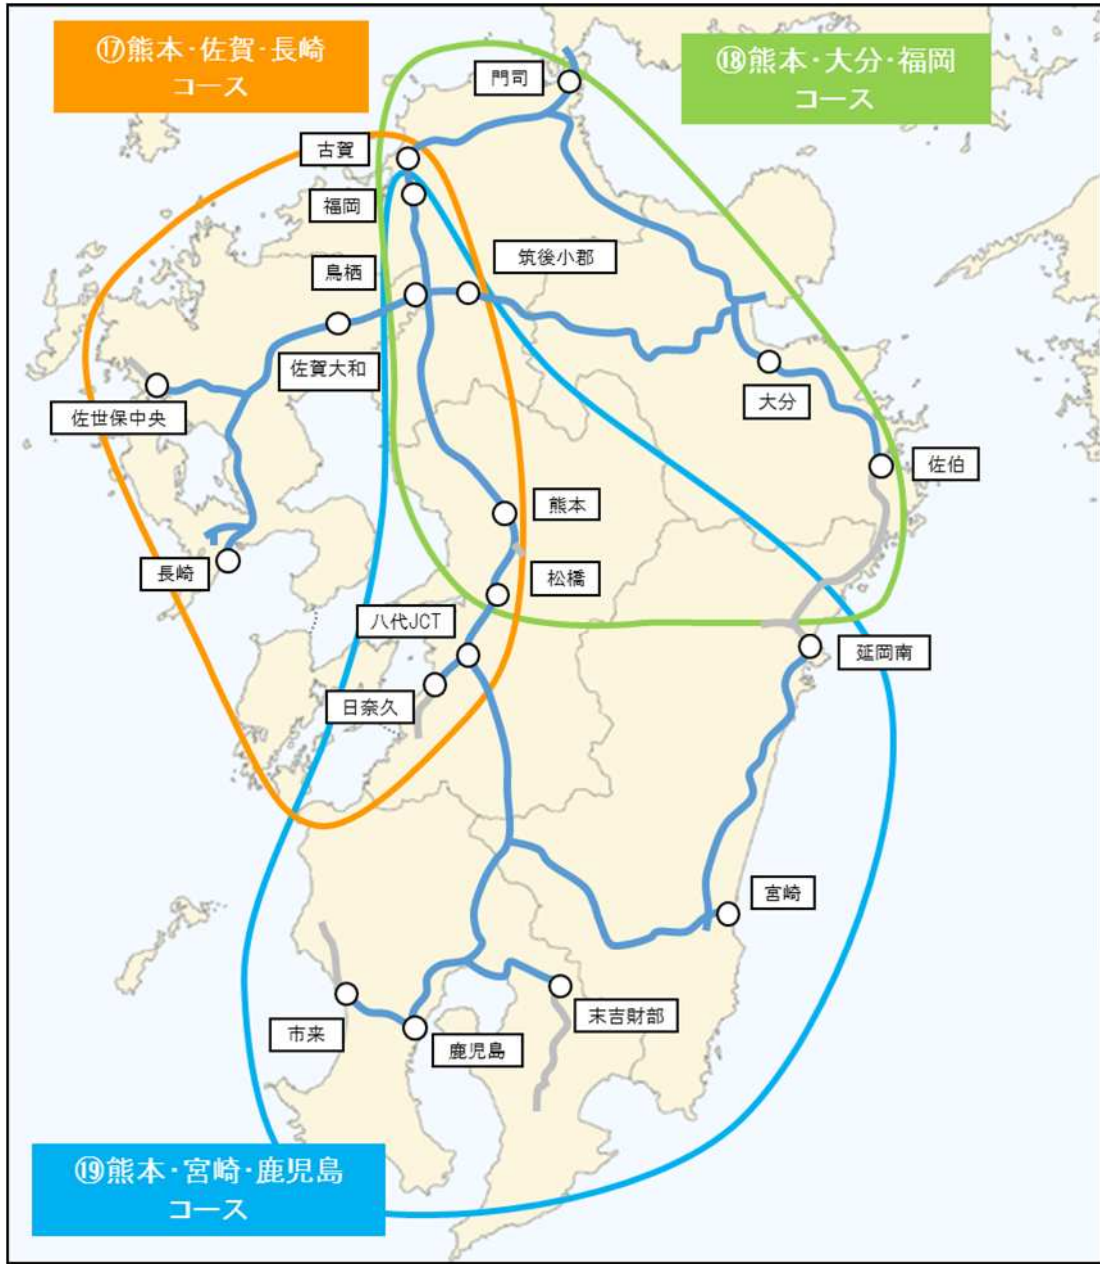 ⑰熊本・佐賀・長崎
コース
⑱熊本・大分・福岡
コース
門司
古賀
福岡
筑後小郡
鳥栖
佐賀大和
大分
佐世保中央
佐伯
熊本
長崎
松橋
八代JCT
延岡南
日奈久
宮崎
末吉財部
市来
鹿児島
⑲熊本・宮崎・鹿児島
コース